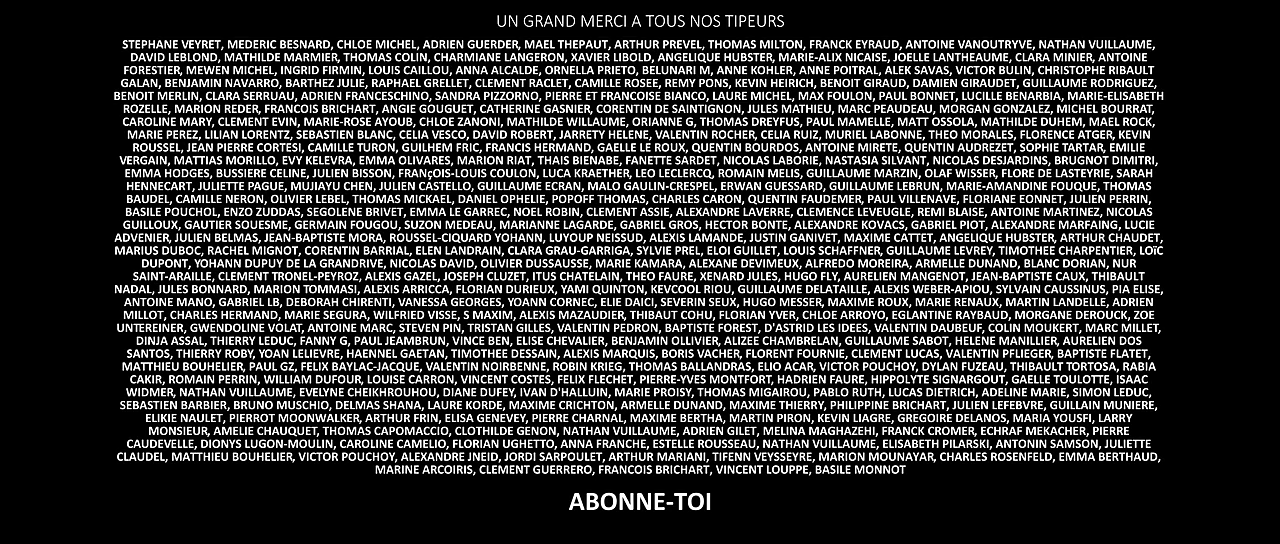 UN GRAND MERCI A TOUS NOS TIPEURS
STEPHANE VEYRET, MEDERIC BESNARD, CHLOE MICHEL, ADRIEN GUERDER, MAEL THEPAUT, ARTHUR PREVEL, THOMAS MILTON, FRANCK EYRAUD, ANTOINE VANOUTRYVE, NATHAN VUILLAUME,
DAVID LEBLOND, MATHILDE MARMIER, THOMAS COLIN, CHARMIANE LANGERON, XAVIER LIBOLD, ANGELIQUE HUBSTER, MARIE-ALIX NICAISE, JOELLE LANTHEAUME, CLARA MINIER, ANTOINE
FORESTIER, MEWEN MICHEL, INGRID FIRMIN, LOUIS CAILLOU, ANNA ALCALDE, ORNELLA PRIETO, BELUNARI M, ANNE KOHLER, ANNE POITRAL, ALEK SAVAS, VICTOR BULIN, CHRISTOPHE RIBAULT
GALAN, BENJAMIN NAVARRO, BARTHEZ JULIE, RAPHAEL GRELLET, CLEMENT RACLET, CAMILLE ROSEE, REMY PONS, KEVIN HEIRICH, BENOIT GIRAUD, DAMIEN GIRAUDET, GUILLAUME RODRIGUEZ,
BENOIT MERLIN, CLARA SERRUAU, ADRIEN FRANCESCHINO, SANDRA PIZZORNO, PIERRE ET FRANCOISE BIANCO, LAURE MICHEL, MAX FOULON, PAUL BONNET, LUCILLE BENARBIA, MARIE-ELISABETH
ROZELLE, MARION REDER, FRANCOIS BRICHART, ANGIE GOUGUET, CATHERINE GASNIER, CORENTIN DE SAINTIGNON, JULES MATHIEU, MARC PEAUDEAU, MORGAN GONZALEZ, MICHEL BOURRAT,
CAROLINE MARY, CLEMENT EVIN, MARIE-ROSE AYOUB, CHLOE ZANONI, MATHILDE WILLAUME, ORIANNE G, THOMAS DREYFUS, PAUL MAMELLE, MATT OSSOLA, MATHILDE DUHEM, MAEL ROCK,
MARIE PEREZ, LILIAN LORENTZ, SEBASTIEN BLANC, CELIA VESCO, DAVID ROBERT, JARRETY HELENE, VALENTIN ROCHER, CELIA RUIZ, MURIEL LABONNE, THEO MORALES, FLORENCE ATGER, KEVIN
ROUSSEL, JEAN PIERRE CORTESI, CAMILLE TURON, GUILHEM FRIC, FRANCIS HERMAND, GAELLE LE ROUX, QUENTIN BOURDOS, ANTOINE MIRETE, QUENTIN AUDREZET, SOPHIE TARTAR, EMILIE
VERGAIN, MATTIAS MORILLO, EVY KELEVRA, EMMA OLIVARES, MARION RIAT, THAIS BIENABE, FANETTE SARDET, NICOLAS LABORIE, NASTASIA SILVANT, NICOLAS DESJARDINS, BRUGNOT DIMITRI,
EMMA HODGES, BUSSIERE CELINE, JULIEN BISSON, FRANçOIS-LOUIS COULON, LUCA KRAETHER, LEO LECLERCQ, ROMAIN MELIS, GUILLAUME MARZIN, OLAF WISSER, FLORE DE LASTEYRIE, SARAH
HENNECART, JULIETTE PAGUE, MUJIAYU CHEN, JULIEN CASTELLO, GUILLAUME ECRAN, MALO GAULIN-CRESPEL, ERWAN GUESSARD, GUILLAUME LEBRUN, MARIE-AMANDINE FOUQUE, THOMAS
BAUDEL, CAMILLE NERON, OLIVIER LEBEL, THOMAS MICKAEL, DANIEL OPHELIE, POPOFF THOMAS, CHARLES CARON, QUENTIN FAUDEMER, PAUL VILLENAVE, FLORIANE EONNET, JULIEN PERRIN,
BASILE POUCHOL, ENZO ZUDDAS, SEGOLENE BRIVET, EMMA LE GARREC, NOEL ROBIN, CLEMENT ASSIE, ALEXANDRE LAVERRE, CLEMENCE LEVEUGLE, REMI BLAISE, ANTOINE MARTINEZ, NICOLAS
GUILLOUX, GAUTIER SOUESME, GERMAIN FOUGOU, SUZON MEDEAU, MARIANNE LAGARDE, GABRIEL GROS, HECTOR BONTE, ALEXANDRE KOVACS, GABRIEL PIOT, ALEXANDRE MARFAING, LUCIE
ADVENIER, JULIEN BELMAS, JEAN-BAPTISTE MORA, ROUSSEL-CIQUARD YOHANN, LUYOUP NEISSUD, ALEXIS LAMANDE, JUSTIN GANIVET, MAXIME CATTET, ANGELIQUE HUBSTER, ARTHUR CHAUDET,
MARIUS DUBOC, RACHEL MIGNOT, CORENTIN BARRIAL, ELEN LANDRAIN, CLARA GRAU-GARRIGA, SYLVIE PREL, ELOI GUILLET, LOUIS SCHAFFNER, GUILLAUME LEVREY, TIMOTHEE CHARPENTIER, LOïC
DUPONT, YOHANN DUPUY DE LA GRANDRIVE, NICOLAS DAVID, OLIVIER DUSSAUSSE, MARIE KAMARA, ALEXANE DEVIMEUX, ALFREDO MOREIRA, ARMELLE DUNAND, BLANC DORIAN, NUR
SAINT-ARAILLE, CLEMENT TRONEL-PEYROZ, ALEXIS GAZEL, JOSEPH CLUZET, ITUS CHATELAIN, THEO FAURE, XENARD JULES, HUGO FLY, AURELIEN MANGENOT, JEAN-BAPTISTE CAUX, THIBAULT
NADAL, JULES BONNARD, MARION TOMMASI, ALEXIS ARRICCA, FLORIAN DURIEUX, YAMI QUINTON, KEVCOOL RIOU, GUILLAUME DELATAILLE, ALEXIS WEBER-APIOU, SYLVAIN CAUSSINUS, PIA ELISE,
ANTOINE MANO, GABRIEL LB, DEBORAH CHIRENTI, VANESSA GEORGES, YOANN CORNEC, ELIE DAICI, SEVERIN SEUX, HUGO MESSER, MAXIME ROUX, MARIE RENAUX, MARTIN LANDELLE, ADRIEN
MILLOT, CHARLES HERMAND, MARIE SEGURA, WILFRIED VISSE, S MAXIM, ALEXIS MAZAUDIER, THIBAUT COHU, FLORIAN YVER, CHLOE ARROYO, EGLANTINE RAYBAUD, MORGANE DEROUCK, ZOE
UNTEREINER, GWENDOLINE VOLAT, ANTOINE MARC, STEVEN PIN, TRISTAN GILLES, VALENTIN PEDRON, BAPTISTE FOREST, D'ASTRID LES IDEES, VALENTIN DAUBEUF, COLIN MOUKERT, MARC MILLET,
DINJA ASSAL, THIERRY LEDUC, FANNY G, PAUL JEAMBRUN, VINCE BEN, ELISE CHEVALIER, BENJAMIN OLLIVIER, ALIZEE CHAMBRELAN, GUILLAUME SABOT, HELENE MANILLIER, AURELIEN DOS
SANTOS, THIERRY ROBY, YOAN LELIEVRE, HAENNEL GAETAN, TIMOTHEE DESSAIN, ALEXIS MARQUIS, BORIS VACHER, FLORENT FOURNIE, CLEMENT LUCAS, VALENTIN PFLIEGER, BAPTISTE FLATET,
MATTHIEU BOUHELIER, PAUL GZ, FELIX BAYLAC-JACQUE, VALENTIN NOIRBENNE, ROBIN KRIEG, THOMAS BALLANDRAS, ELIO ACAR, VICTOR POUCHOY, DYLAN FUZEAU, THIBAULT TORTOSA, RABIA
CAKIR, ROMAIN PERRIN, WILLIAM DUFOUR, LOUISE CARRON, VINCENT COSTES, FELIX FLECHET, PIERRE-YVES MONTFORT, HADRIEN FAURE, HIPPOLYTE SIGNARGOUT, GAELLE TOULOTTE, ISAAC
WIDMER, NATHAN VUILLAUME, EVELYNE CHEIKHROUHOU, DIANE DUFEY, IVAN D'HALLUIN, MARIE PROISY, THOMAS MIGAIROU, PABLO RUTH, LUCAS DIETRICH, ADELINE MARIE, SIMON LEDUC,
SEBASTIEN BARBIER, BRUNO MUSCHIO, DELMAS SHANA, LAURE KORDE, MAXIME CRICHTON, ARMELLE DUNAND, MAXIME THIERRY, PHILIPPINE BRICHART, JULIEN LEFEBVRE, GUILLAIN MUNIERE,
ELIKIE NAULET, PIERROT MOONWALKER, ARTHUR FRIN, ELISA GENEVEY, PIERRE CHARNAL, MAXIME BERTHA, MARTIN PIRON, KEVIN LIAGRE, GREGOIRE DELANOS, MARIA YOUSFI, LARRY
MONSIEUR, AMELIE CHAUQUET, THOMAS CAPOMACCIO, CLOTHILDE GENON, NATHAN VUILLAUME, ADRIEN GILET, MELINA MAGHAZEHI, FRANCK CROMER, ECHRAF MEKACHER, PIERRE
CAUDEVELLE, DIONYS LUGON-MOULIN, CAROLINE CAMELIO, FLORIAN UGHETTO, ANNA FRANCHE, ESTELLE ROUSSEAU, NATHAN VUILLAUME, ELISABETH PILARSKI, ANTONIN SAMSON, JULIETTE
CLAUDEL, MATTHIEU BOUHELIER, VICTOR POUCHOY, ALEXANDRE JNEID, JORDI SARPOULET, ARTHUR MARIANI, TIFENN VEYSSEYRE, MARION MOUNAYAR, CHARLES ROSENFELD, EMMA BERTHAUD,
MARINE ARCOIRIS, CLEMENT GUERRERO, FRANCOIS BRICHART, VINCENT LOUPPE, BASILE MONNOT
ABONNE-TOI